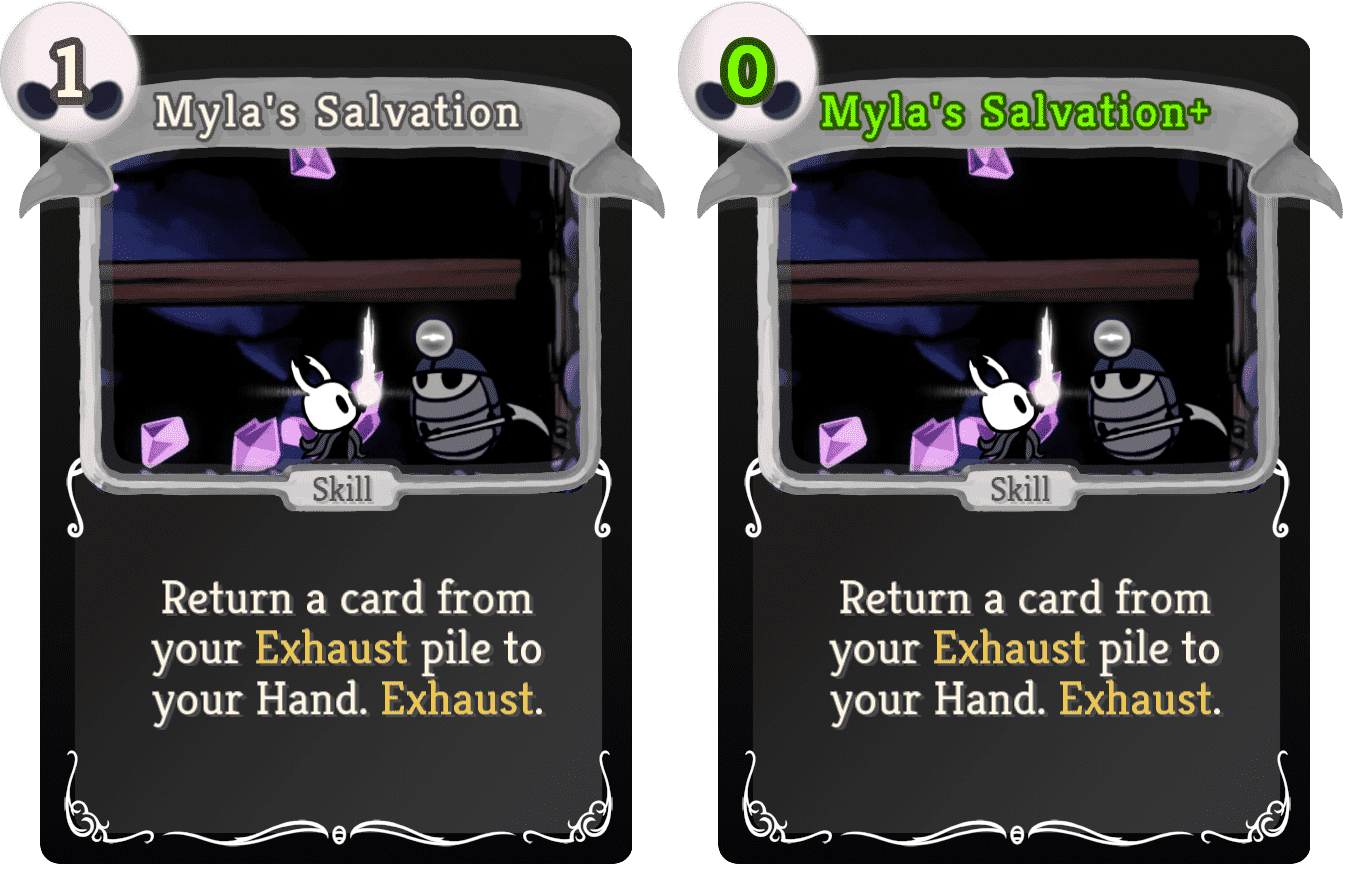 1
Myla's Salvation
Skill
Return a card from
your Exhaust pile to
your Hand. Exhaust.
0
Myla's Salvation+
Skill
Return a card from
your Exhaust pile to
your Hand. Exhaust.